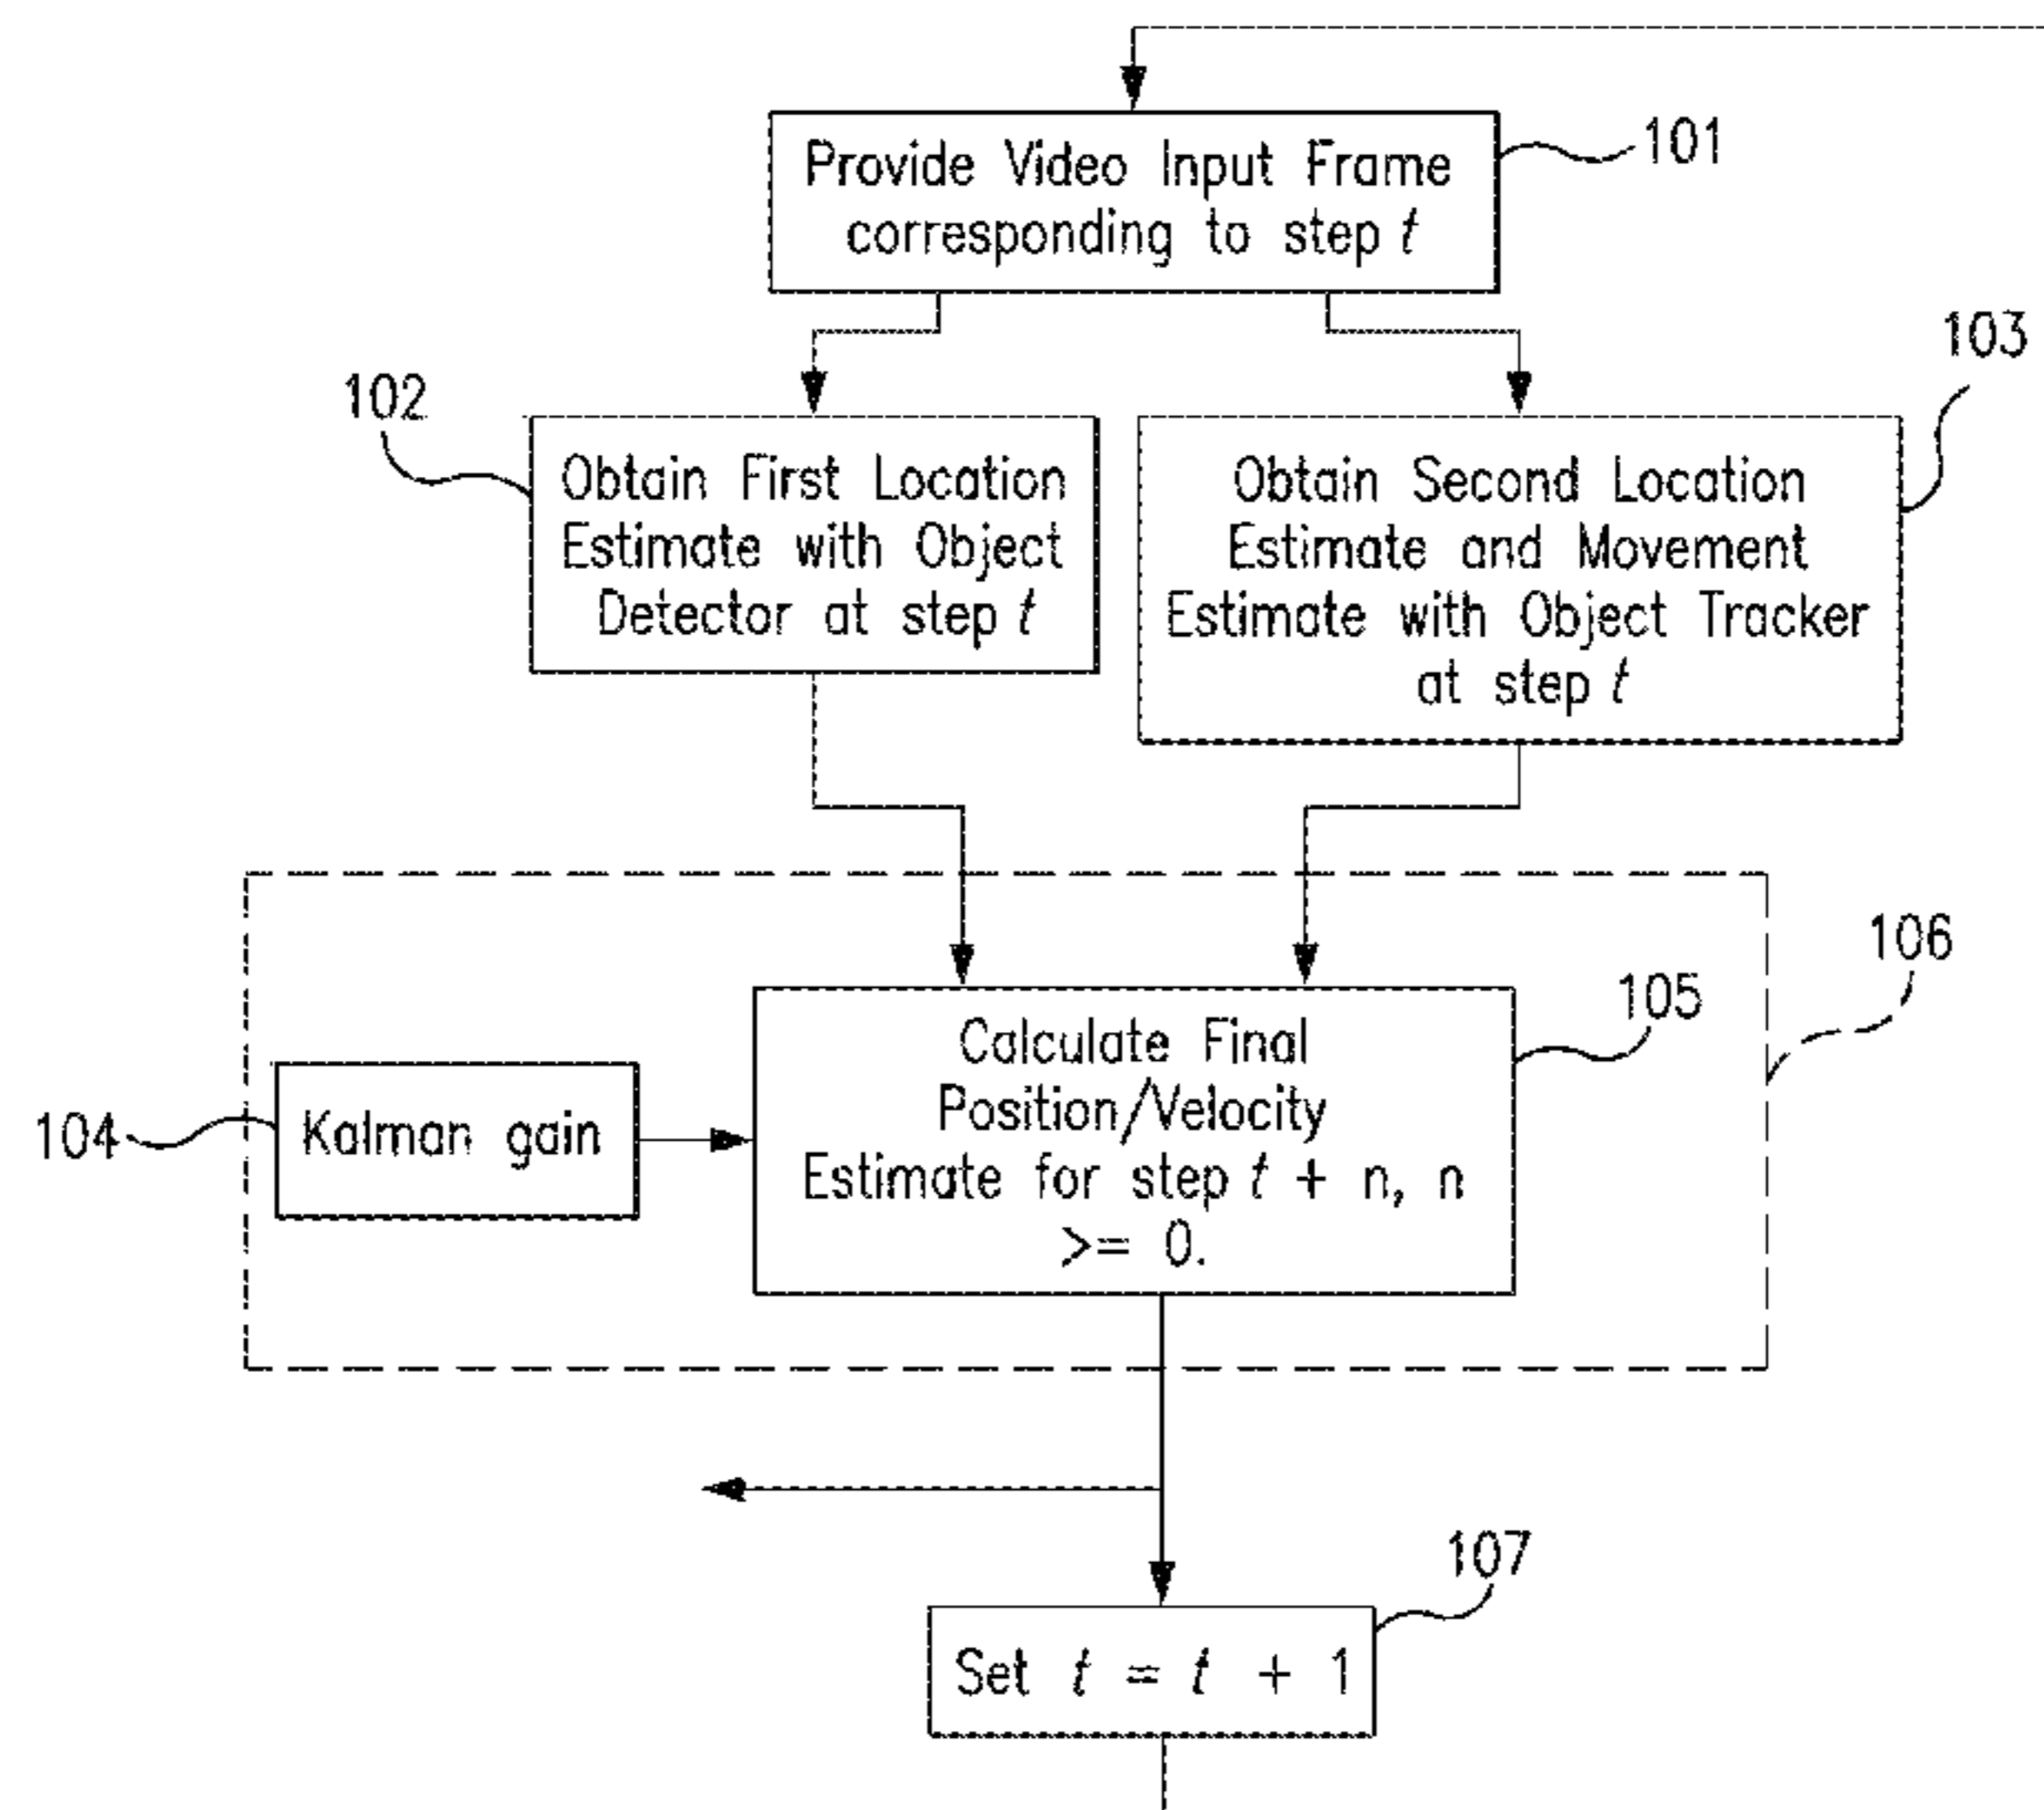 101
Provide Video Input Frame
corresponding to step t
102
Obtain First Location
Estimate with Object
Detector at step t
103
Obtain Second Location
Estimate and Movement
Estimate with Object Tracker
at step t
106
105
Calculate Final
Position/Velocity
Estimate for step t + n, n
>= 0.
104
Kalman gain
107
Set t = t + 1